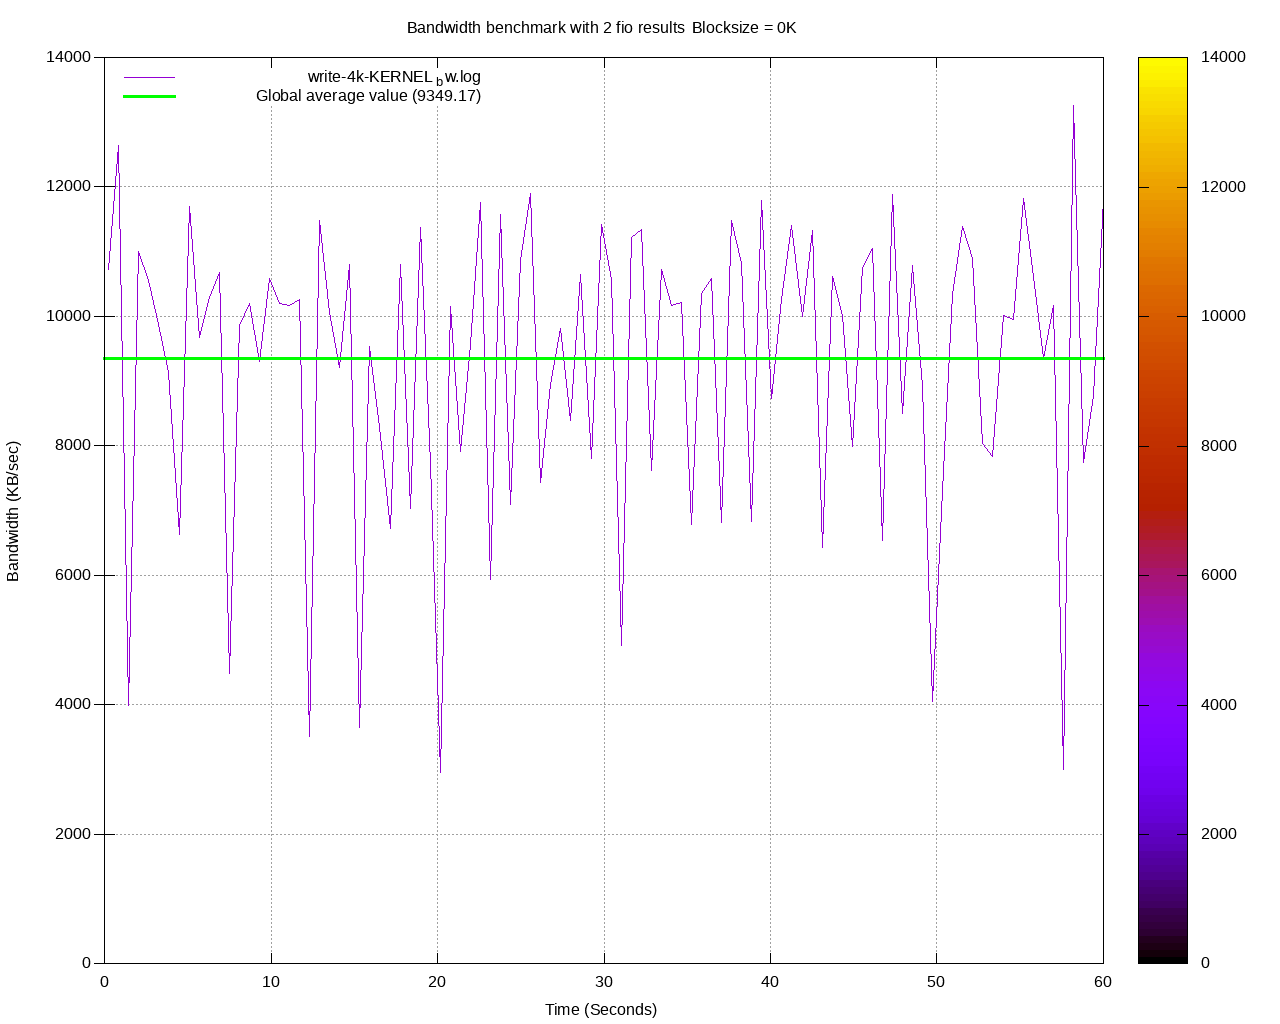 Bandwidth benchmark with 2 fio results Blocksize = 0K
14000
12000
10000
8000
6000
4000
2000
0
Bandwidth (KB/sec)
write-4k-KERNEL_bw.log
Global average value (9349.17)
0 10 20 30 40 50 60
Time (Seconds)
14000
12000
10000
8000
6000
4000
2000
0